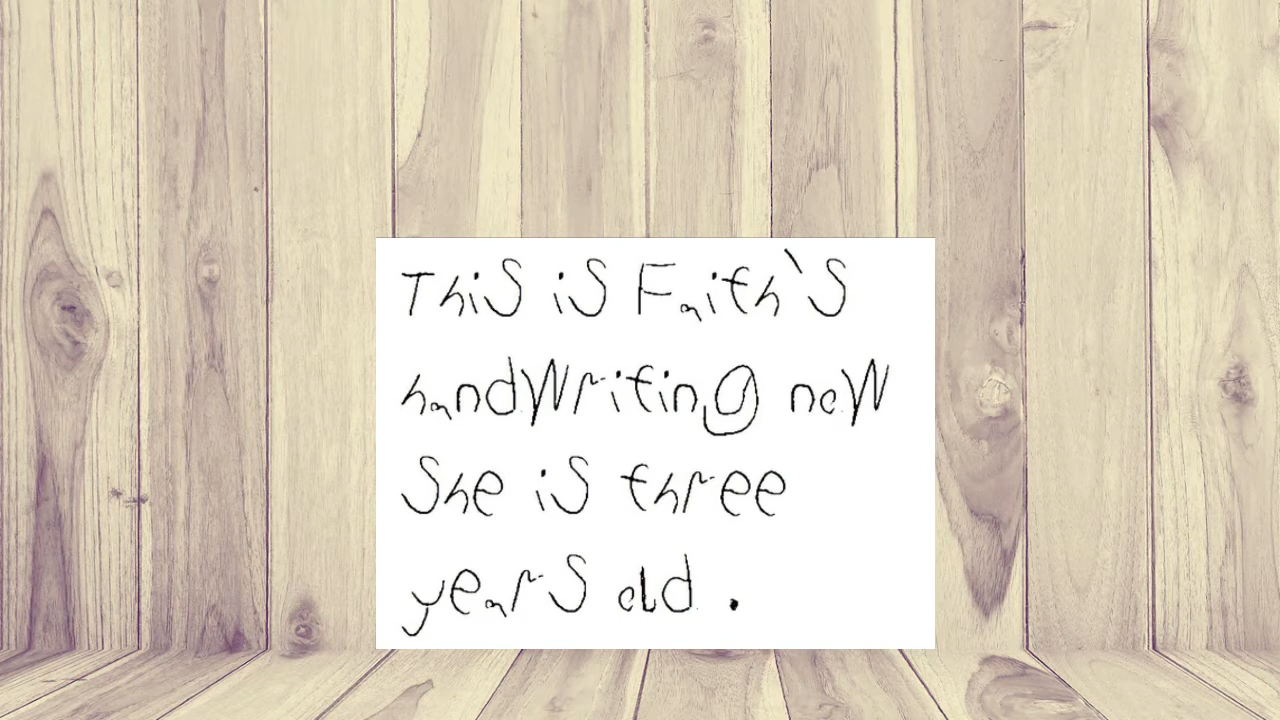 This is Faith's
handwriting now
She is three
years old .